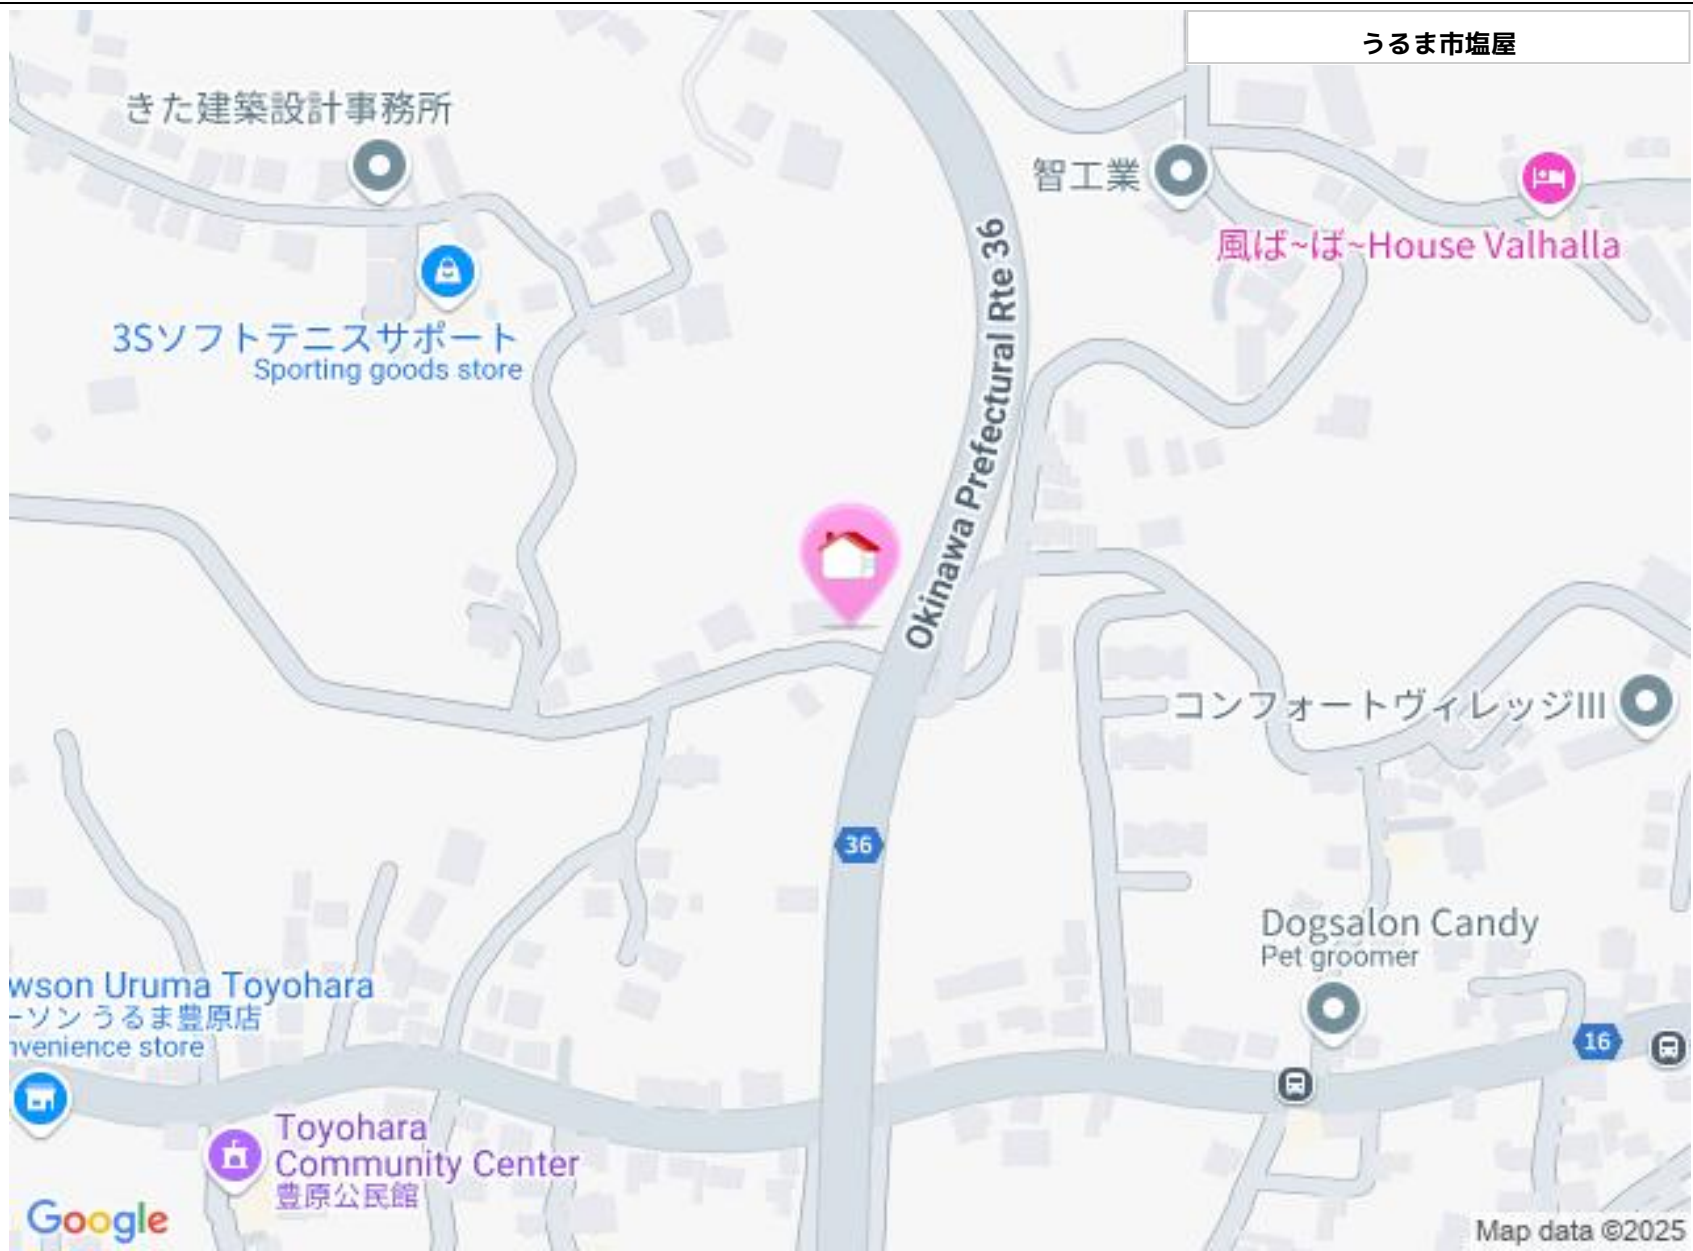 うるま市塩屋
きた建築設計事務所
智工業
風ば~ば~House Valhalla
3Sソフトテニスサポート
Sporting goods store
Okinawa Prefectural Rte 36
コンフォートヴィレッジIII
36
Dogsalon Candy
Pet groomer
wson Uruma Toyohara
ーソン うるま豊原店
nvenience store
16
Toyohara
Community Center
豊原公民館
Google
Map data ©2025